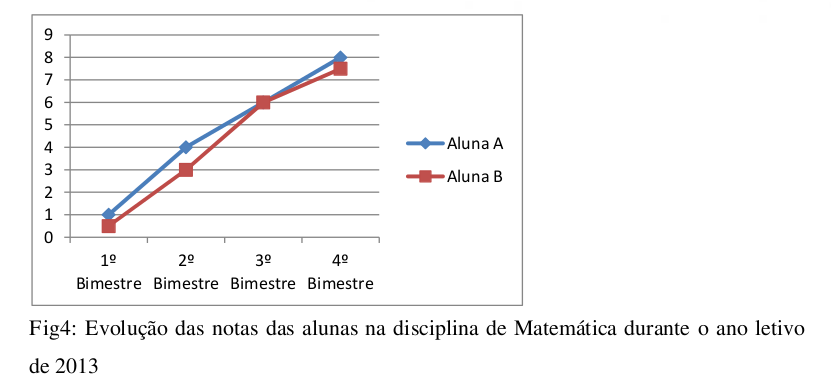 9
8
7
6
5
4
3
2
1
0
1º 2º 3º 4º
Bimestre Bimestre Bimestre Bimestre
Aluna A
Aluna B
Fig4: Evolução das notas das alunas na disciplina de Matemática durante o ano letivo
de 2013